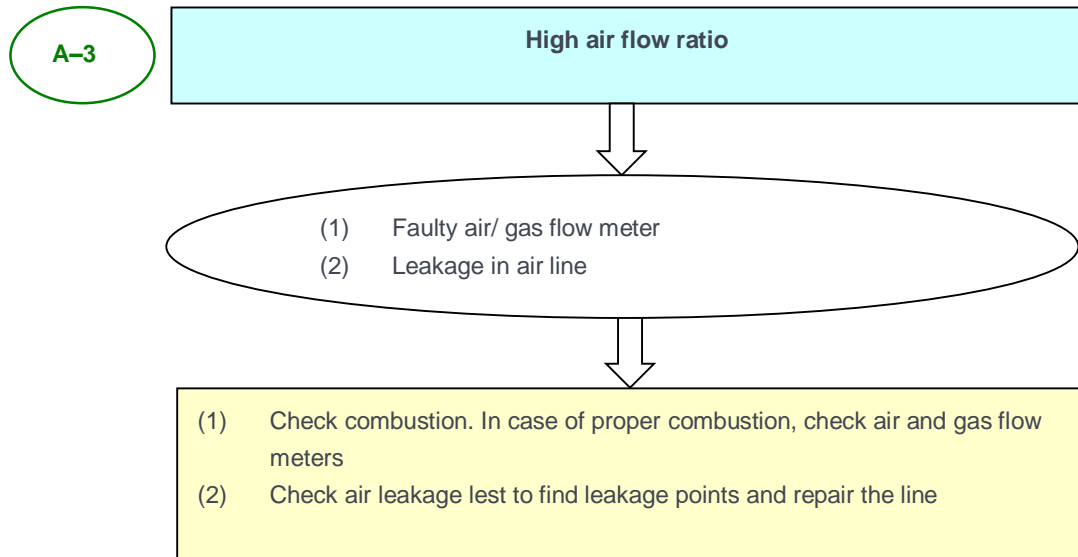 A–3
High air flow ratio
(1) Faulty air/ gas flow meter
(2) Leakage in air line
(1) Check combustion. In case of proper combustion, check air and gas flow
meters
(2) Check air leakage lest to find leakage points and repair the line